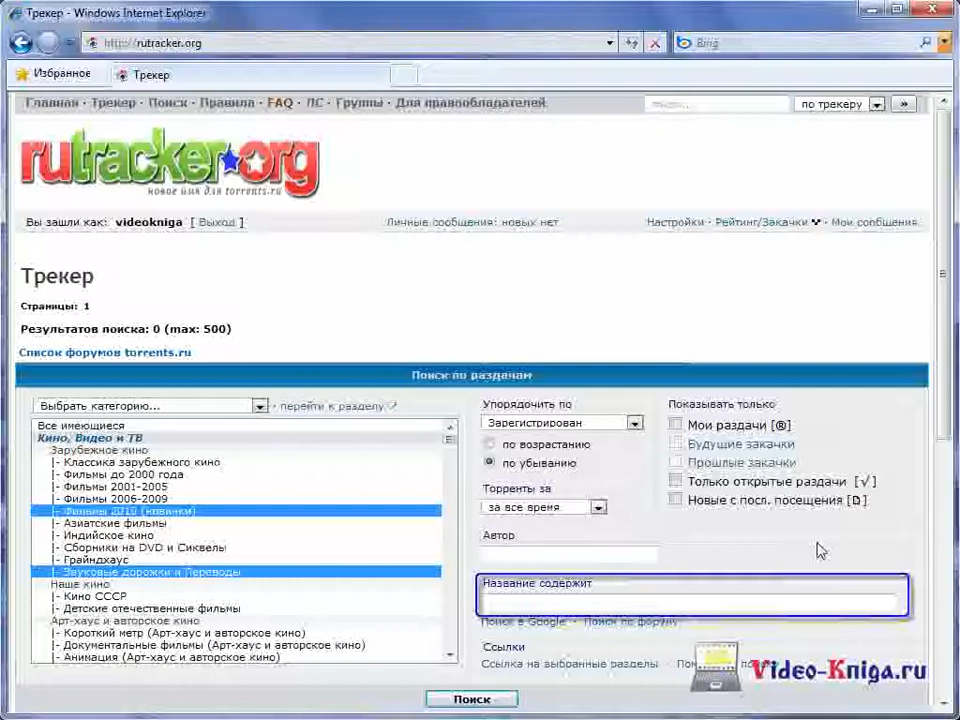 Трекер - Windows Internet Explorer
http://rutracker.org
Bing
Избранное
Трекер
Главная · Трекер · Поиск · Правила · FAQ · ЛС · Группы · Для правообладателей
по трекеру
»
rutracker.org
новое имя для torrents.ru
Вы зашли как: videokniga [ Выход ]
Личные сообщения: новых нет
Настройки · Рейтинг/Закачки · Мои сообщения
Трекер
Страницы: 1
Результатов поиска: 0 (max: 500)
Список форумов torrents.ru
Поиск по раздачам
Выбрать категорию...
· перейти к разделу
Все имеющиеся
Кино, Видео и ТВ
Зарубежное кино
|- Классика зарубежного кино
|- Фильмы до 2000 года
|- Фильмы 2001-2005
|- Фильмы 2006-2009
|- Фильмы 2010 (новинки)
|- Азиатские фильмы
|- Индийское кино
|- Сборники на DVD и Сиквелы
|- Грайндхаус
|- Звуковые дорожки и Переводы
Наше кино
|- Кино СССР
|- Детские отечественные фильмы
Арт-хаус и авторское кино
|- Короткий метр (Арт-хаус и авторское кино)
|- Документальные фильмы (Арт-хаус и авторское кино)
|- Анимация (Арт-хаус и авторское кино)
Упорядочить по
Зарегистрирован
по возрастанию
по убыванию
Торренты за
за все время
Автор
Название содержит
Поиск в Google · Поиск по форуму
Ссылки
Ссылка на выбранные разделы
Показывать только
Мои раздачи [®]
Будущие закачки
Прошлые закачки
Только открытые раздачи [√]
Новые с посл. посещения [D]
Video-Kniga.ru
Поиск